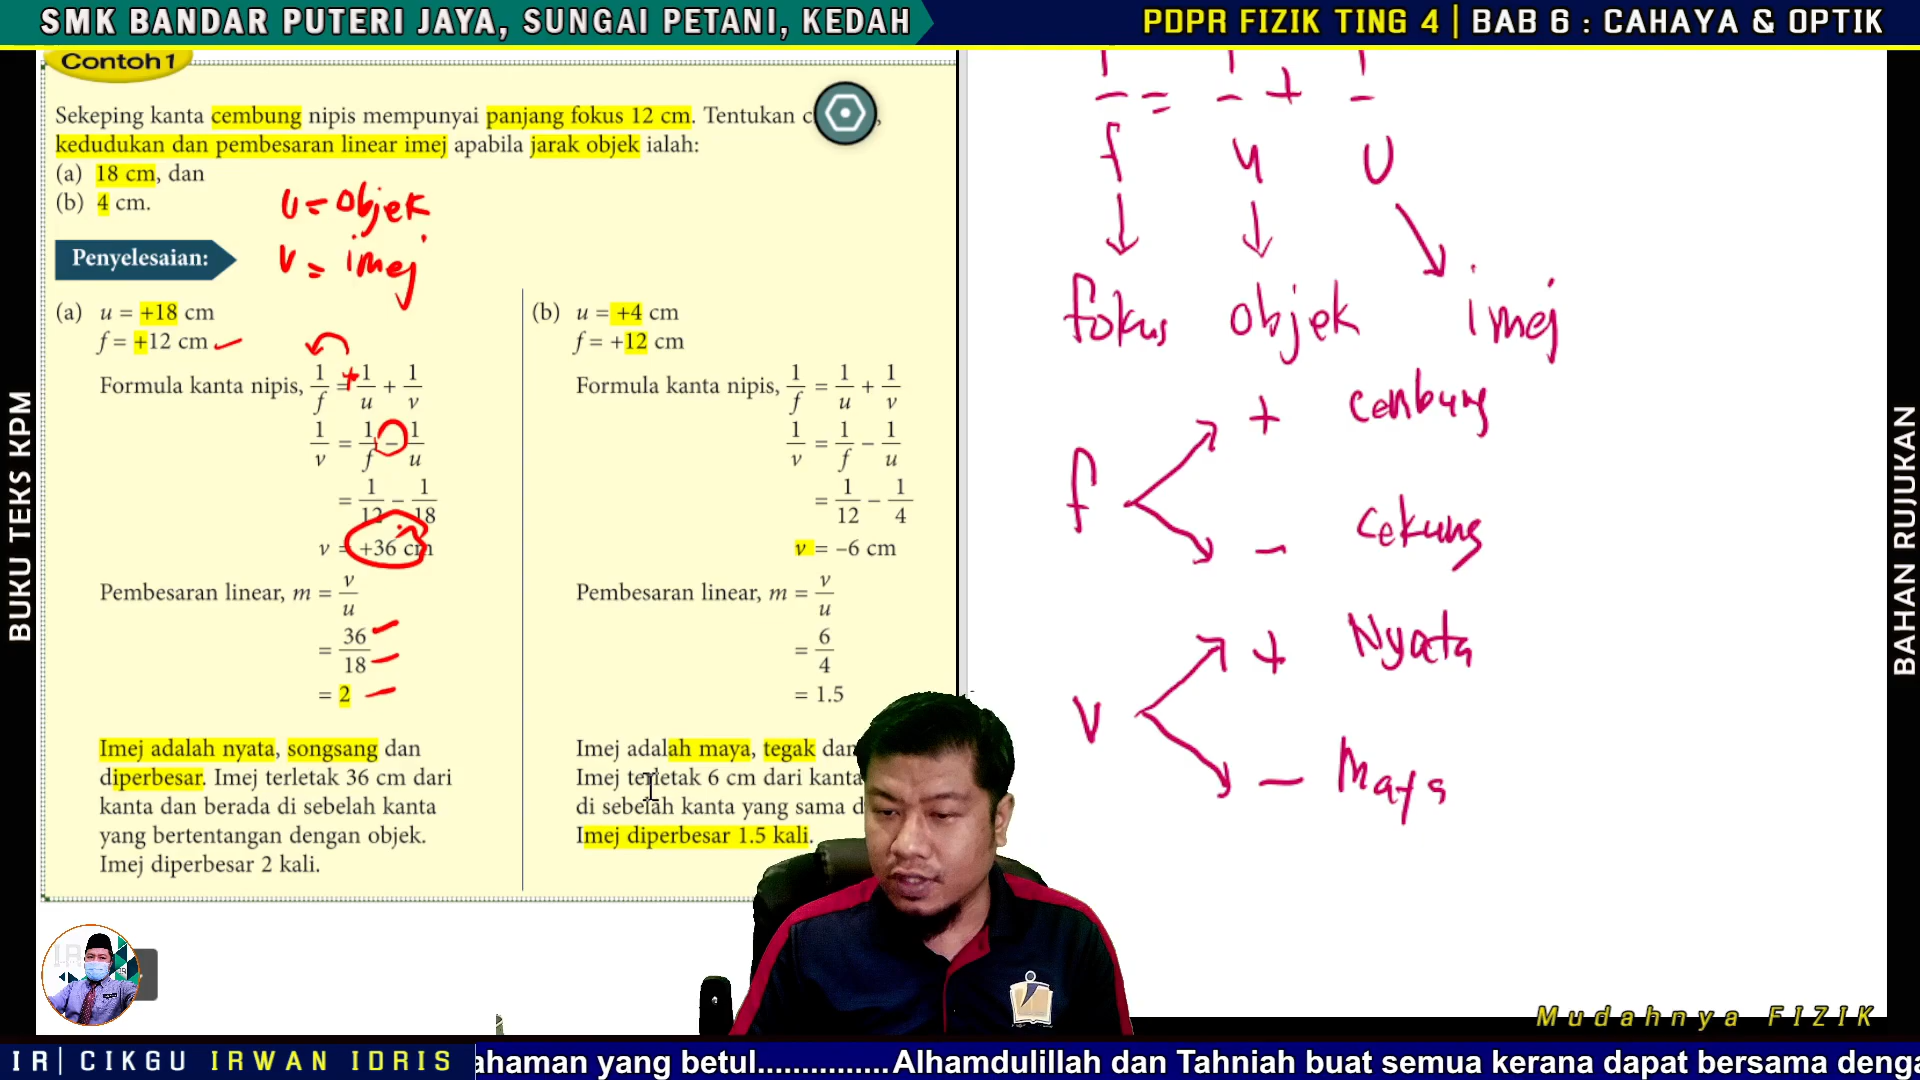 SMK BANDAR PUTERI JAYA, SUNGAI PETANI, KEDAH
PDPR FIZIK TING 4 | BAB 6 : CAHAYA & OPTIK
BUKU TEKS KPM
Contoh 1
Sekeping kanta cembung nipis mempunyai panjang fokus 12 cm. Tentukan
kedudukan dan pembesaran linear imej apabila jarak objek ialah:
(a) 18 cm, dan
(b) 4 cm.
u = objek
v = imej
Penyelesaian:
(a) u = +18 cm
f = +12 cm
Formula kanta nipis, 1/f = 1/u + 1/v
1/v = 1/f – 1/u
= 1/12 – 1/18
v = +36 cm
Pembesaran linear, m = v/u
= 36/18
= 2
Imej adalah nyata, songsang dan
diperbesar. Imej terletak 36 cm dari
kanta dan berada di sebelah kanta
yang bertentangan dengan objek.
Imej diperbesar 2 kali.
(b) u = +4 cm
f = +12 cm
Formula kanta nipis, 1/f = 1/u + 1/v
1/v = 1/f – 1/u
= 1/12 – 1/4
v = –6 cm
Pembesaran linear, m = v/u
= 6/4
= 1.5
Imej adalah maya, tegak dan
Imej terletak 6 cm dari kanta
di sebelah kanta yang sama
Imej diperbesar 1.5 kali.
1/f = 1/u + 1/v
fokus objek imej
f + Cembung
– Cekung
v + Nyata
– Maya
BAHAN RUJUKAN
Mudahnya FIZIK
IR| CIKGU IRWAN IDRIS
ahaman yang betul...............Alhamdulillah dan Tahniah buat semua kerana dapat bersama denga